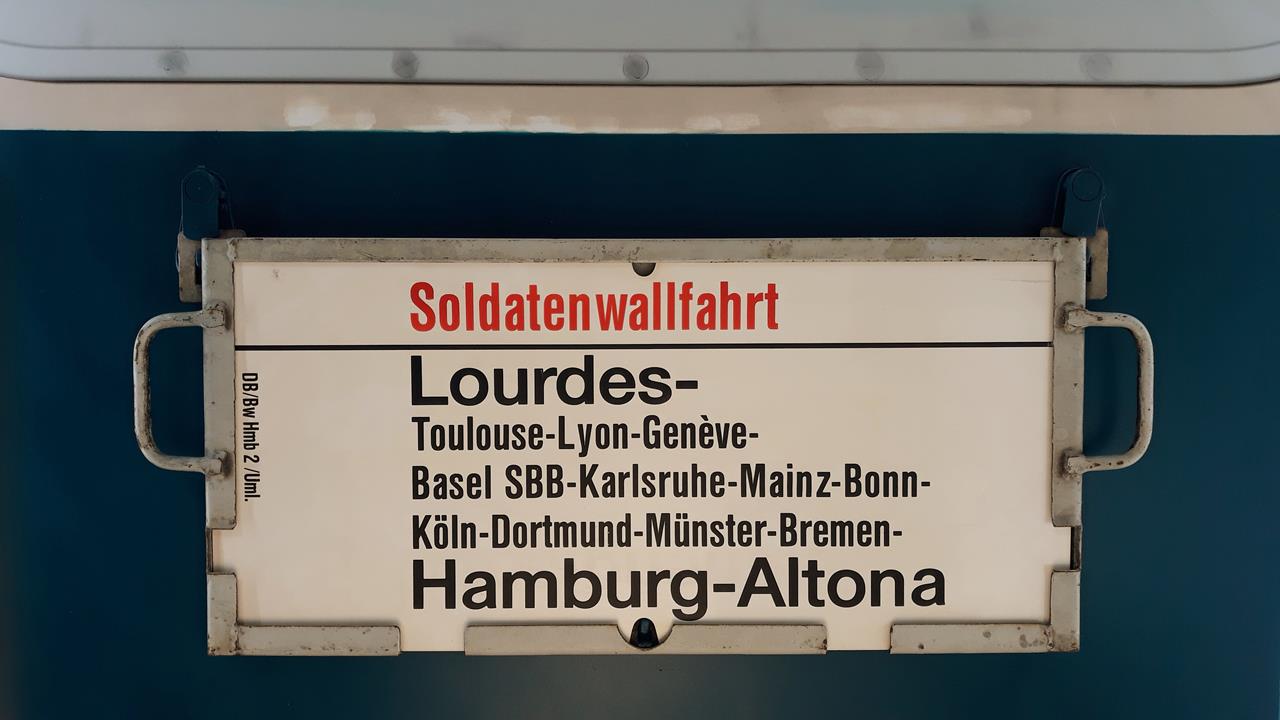 Soldatenwallfahrt
Lourdes-
Toulouse-Lyon-Genève-
Basel SBB-Karlsruhe-Mainz-Bonn-
Köln-Dortmund-Münster-Bremen-
Hamburg-Altona
DB/Bw Hmb 2 /Uml.